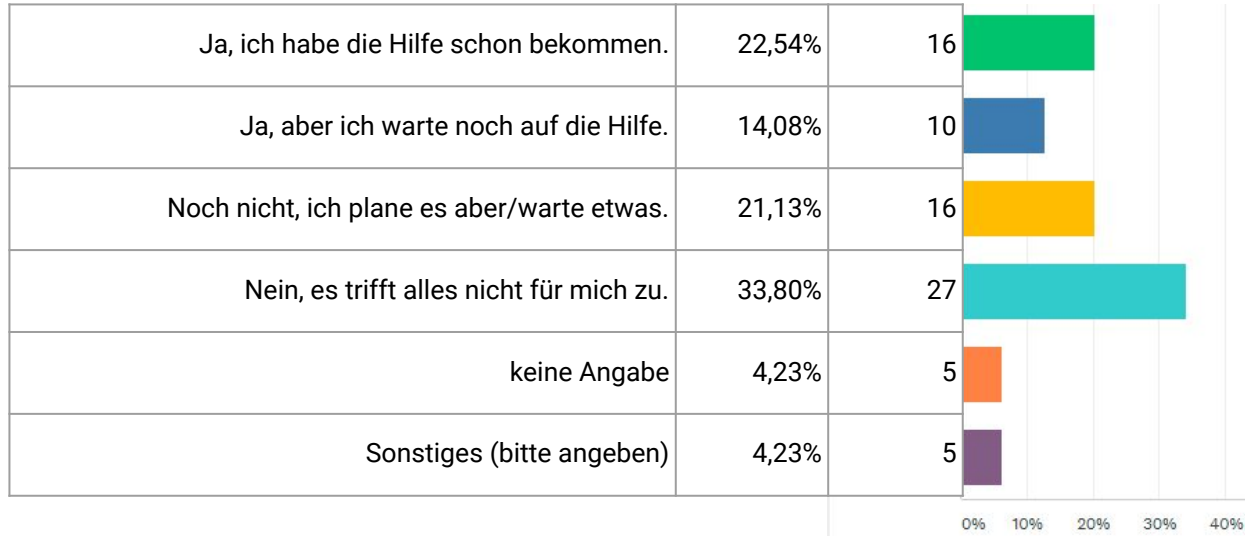 Ja, ich habe die Hilfe schon bekommen. 22,54% 16
Ja, aber ich warte noch auf die Hilfe. 14,08% 10
Noch nicht, ich plane es aber/warte etwas. 21,13% 16
Nein, es trifft alles nicht für mich zu. 33,80% 27
keine Angabe 4,23% 5
Sonstiges (bitte angeben) 4,23% 5
0% 10% 20% 30% 40%